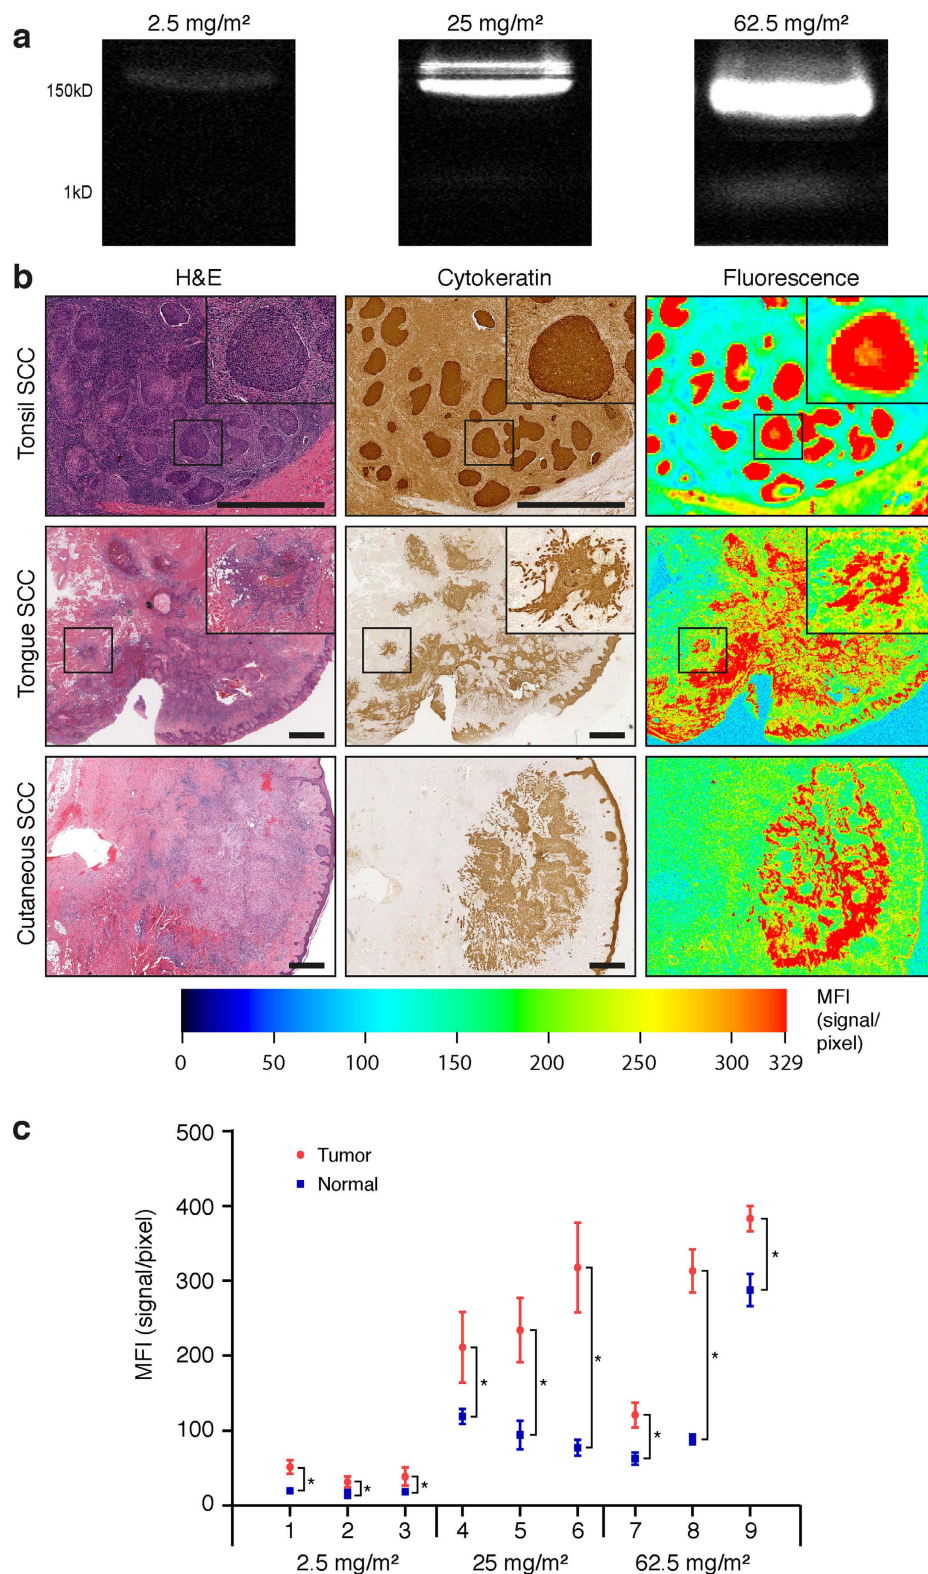 a
2.5 mg/m²
25 mg/m²
62.5 mg/m²
150kD
1kD
b
H&E
Cytokeratin
Fluorescence
Tonsil SCC
Tongue SCC
Cutaneous SCC
0 50 100 150 200 250 300 329
MFI
(signal/
pixel)
c
MFI (signal/pixel)
500
400
300
200
100
0
Tumor
Normal
* * * * * * * * *
1 2 3 4 5 6 7 8 9
2.5 mg/m² 25 mg/m² 62.5 mg/m²